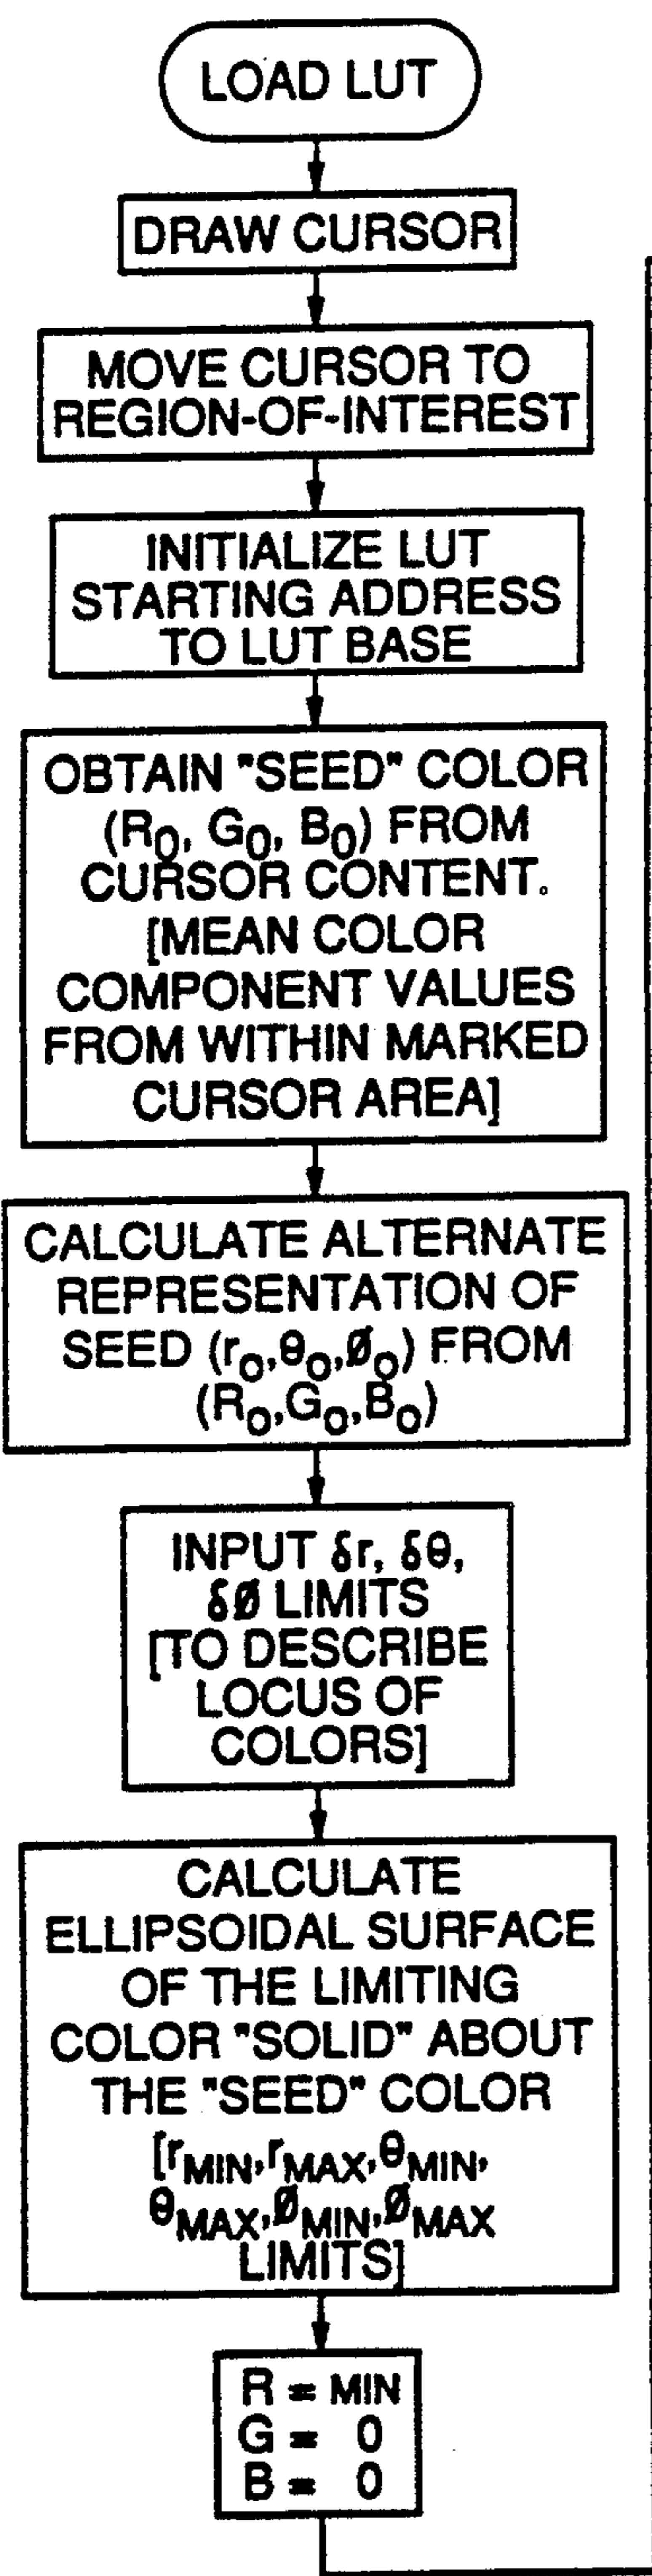 LOAD LUT
DRAW CURSOR
MOVE CURSOR TO
REGION-OF-INTEREST
INITIALIZE LUT
STARTING ADDRESS
TO LUT BASE
OBTAIN "SEED" COLOR
(R₀, G₀, B₀) FROM
CURSOR CONTENT.
[MEAN COLOR
COMPONENT VALUES
FROM WITHIN MARKED
CURSOR AREA]
CALCULATE ALTERNATE
REPRESENTATION OF
SEED (r₀,θ₀,Ø₀) FROM
(R₀,G₀,B₀)
INPUT δr, δθ,
δØ LIMITS
[TO DESCRIBE
LOCUS OF
COLORS]
CALCULATE
ELLIPSOIDAL SURFACE
OF THE LIMITING
COLOR "SOLID" ABOUT
THE "SEED" COLOR
[rMIN,rMAX,θMIN,
θMAX,ØMIN,ØMAX
LIMITS]
R = MIN
G = 0
B = 0